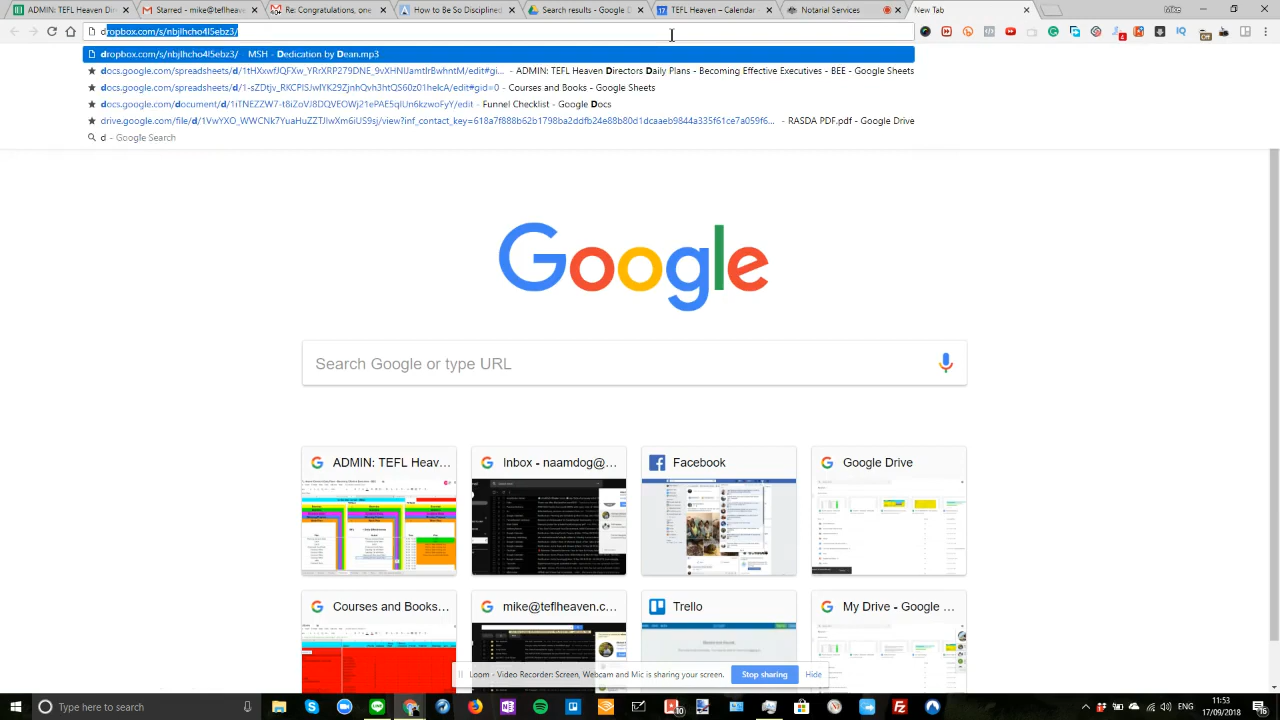 ADMIN: TEFL Heaven Di
Starred - mike@teflheaven
Re: Congratulations, one
How to be So Disciplined
Search results - Google D
TEFL Heaven – Calendar
Notarial Services
New Tab
dropbox.com/s/nbjlhcho4l5ebz3/
dropbox.com/s/nbjlhcho4l5ebz3/ MSH - Dedication by Dean.mp3
- ADMIN: TEFL Heaven Directors Daily Plans - Becoming Effective Executives - BEE - Google Sheets
- Courses and Books - Google Sheets
- Funnel Checklist - Google Docs
- RASDA PDF.pdf - Google Drive
d - Google Search
Google
Search Google or type URL
ADMIN: TEFL Heav...
Inbox - naamdog@...
Facebook
Google Drive
Courses and Books...
mike@teflheaven.c...
Trello
My Drive - Google ...
Loom - Video Recorder: Screen, Webcam and Mic is sharing your screen.
Stop sharing
Hide
Type here to search
ENG
11:53
17/09/2018